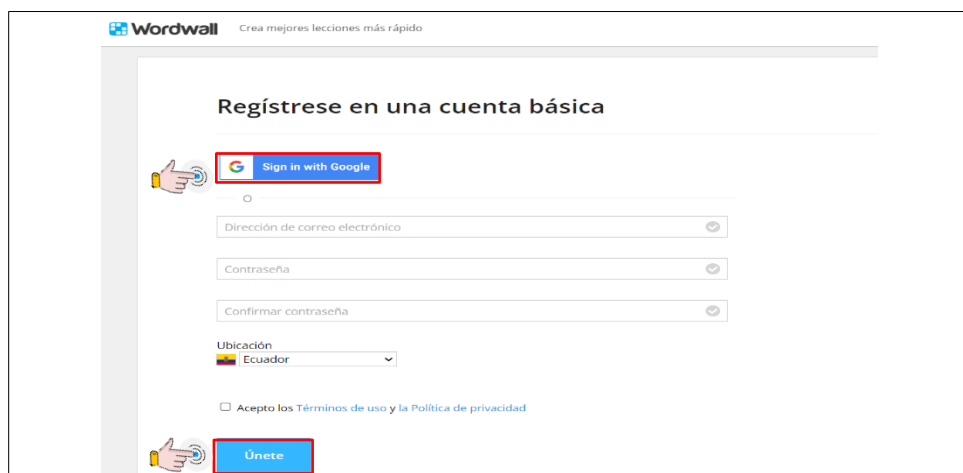 Wordwall Crea mejores lecciones más rápido
Regístrese en una cuenta básica
G Sign in with Google
O
Dirección de correo electrónico
Contraseña
Confirmar contraseña
Ubicación
Ecuador
Acepto los Términos de uso y la Política de privacidad
Únete